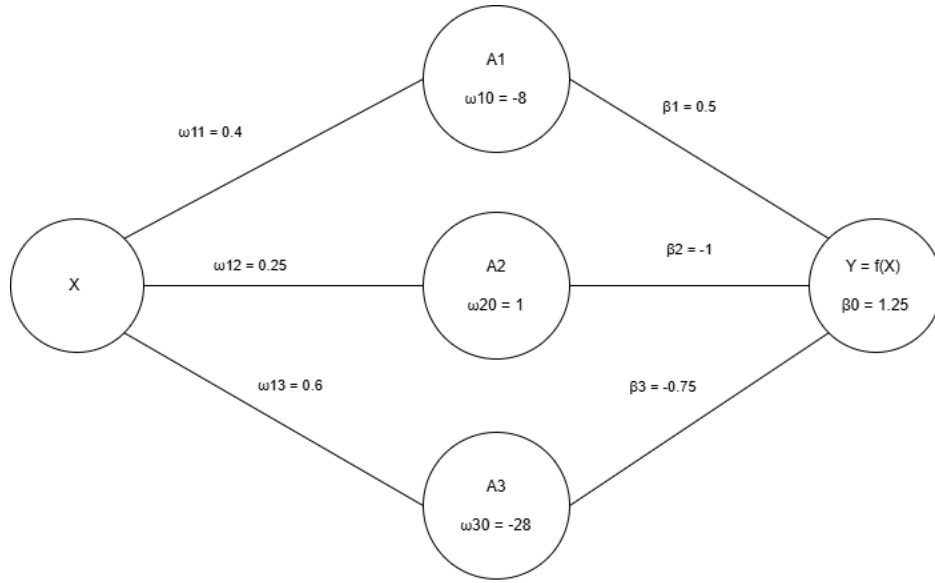 A1
ω10 = -8
β1 = 0.5
ω11 = 0.4
X
ω12 = 0.25
A2
ω20 = 1
β2 = -1
Y = f(X)
β0 = 1.25
ω13 = 0.6
β3 = -0.75
A3
ω30 = -28